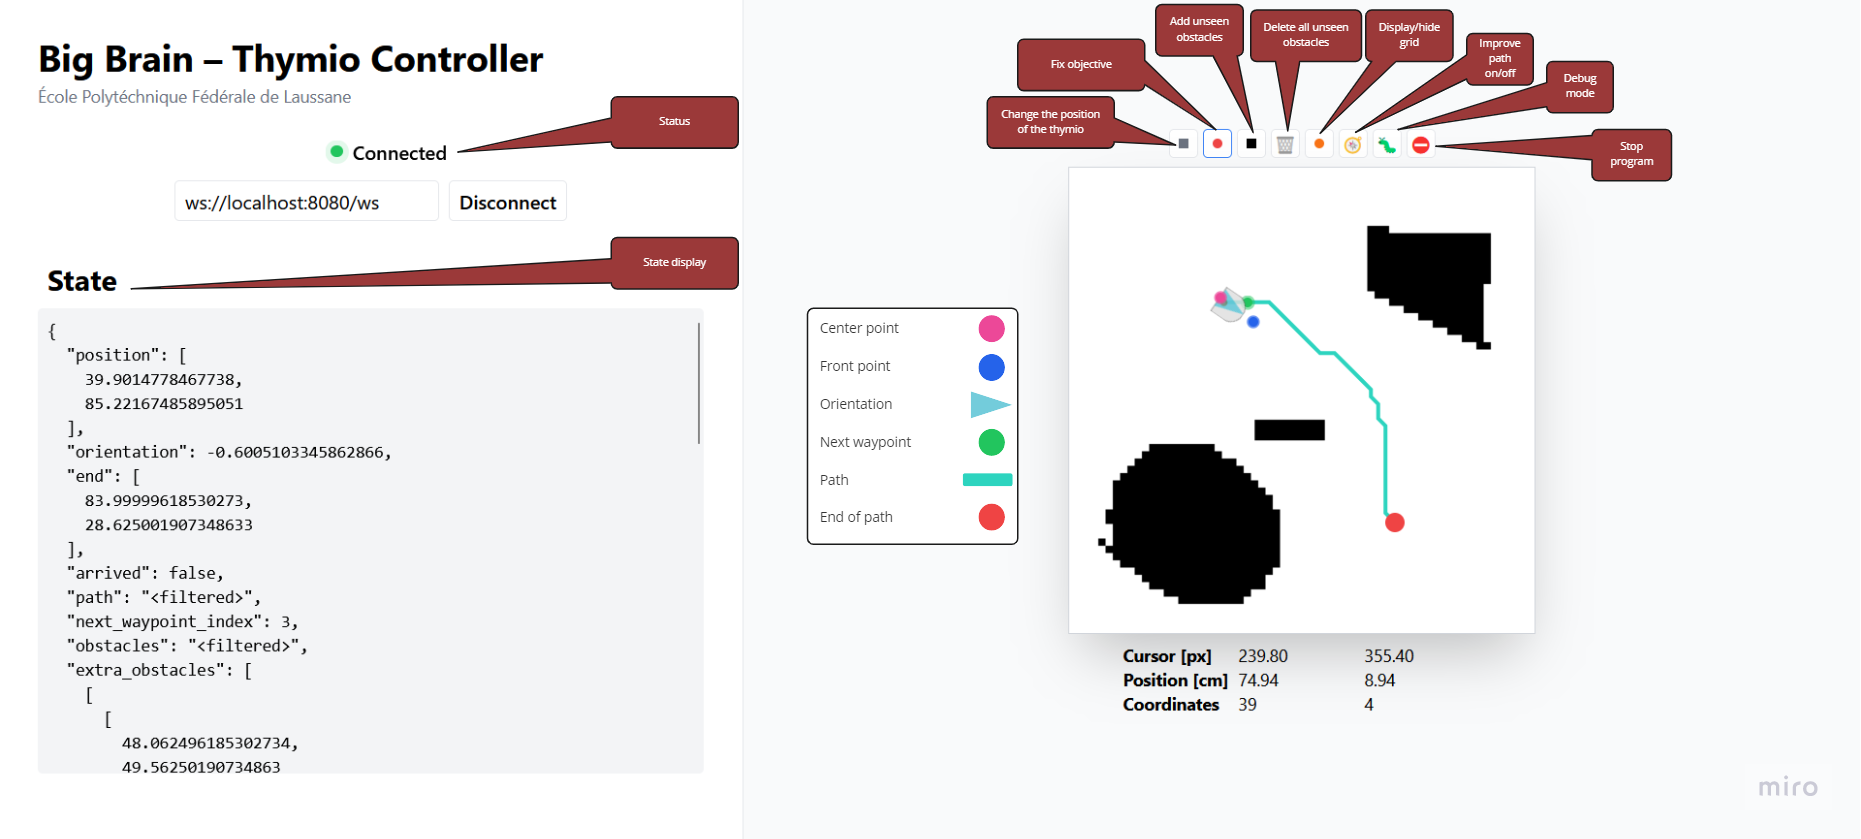 Big Brain – Thymio Controller
École Polytéchnique Fédérale de Laussane
Status
Connected
ws://localhost:8080/ws
Disconnect
State display
State
{
"position": [
39.9014778467738,
85.22167485895051
],
"orientation": -0.6005103345862866,
"end": [
83.99999618530273,
28.625001907348633
],
"arrived": false,
"path": "<filtered>",
"next_waypoint_index": 3,
"obstacles": "<filtered>",
"extra_obstacles": [
[
[
48.062496185302734,
49.56250190734863
Change the position
of the thymio
Fix objective
Add unseen
obstacles
Delete all unseen
obstacles
Display/hide
grid
Improve
path
on/off
Debug
mode
Stop
program
Center point
Front point
Orientation
Next waypoint
Path
End of path
Cursor [px] 239.80 355.40
Position [cm] 74.94 8.94
Coordinates 39 4
miro